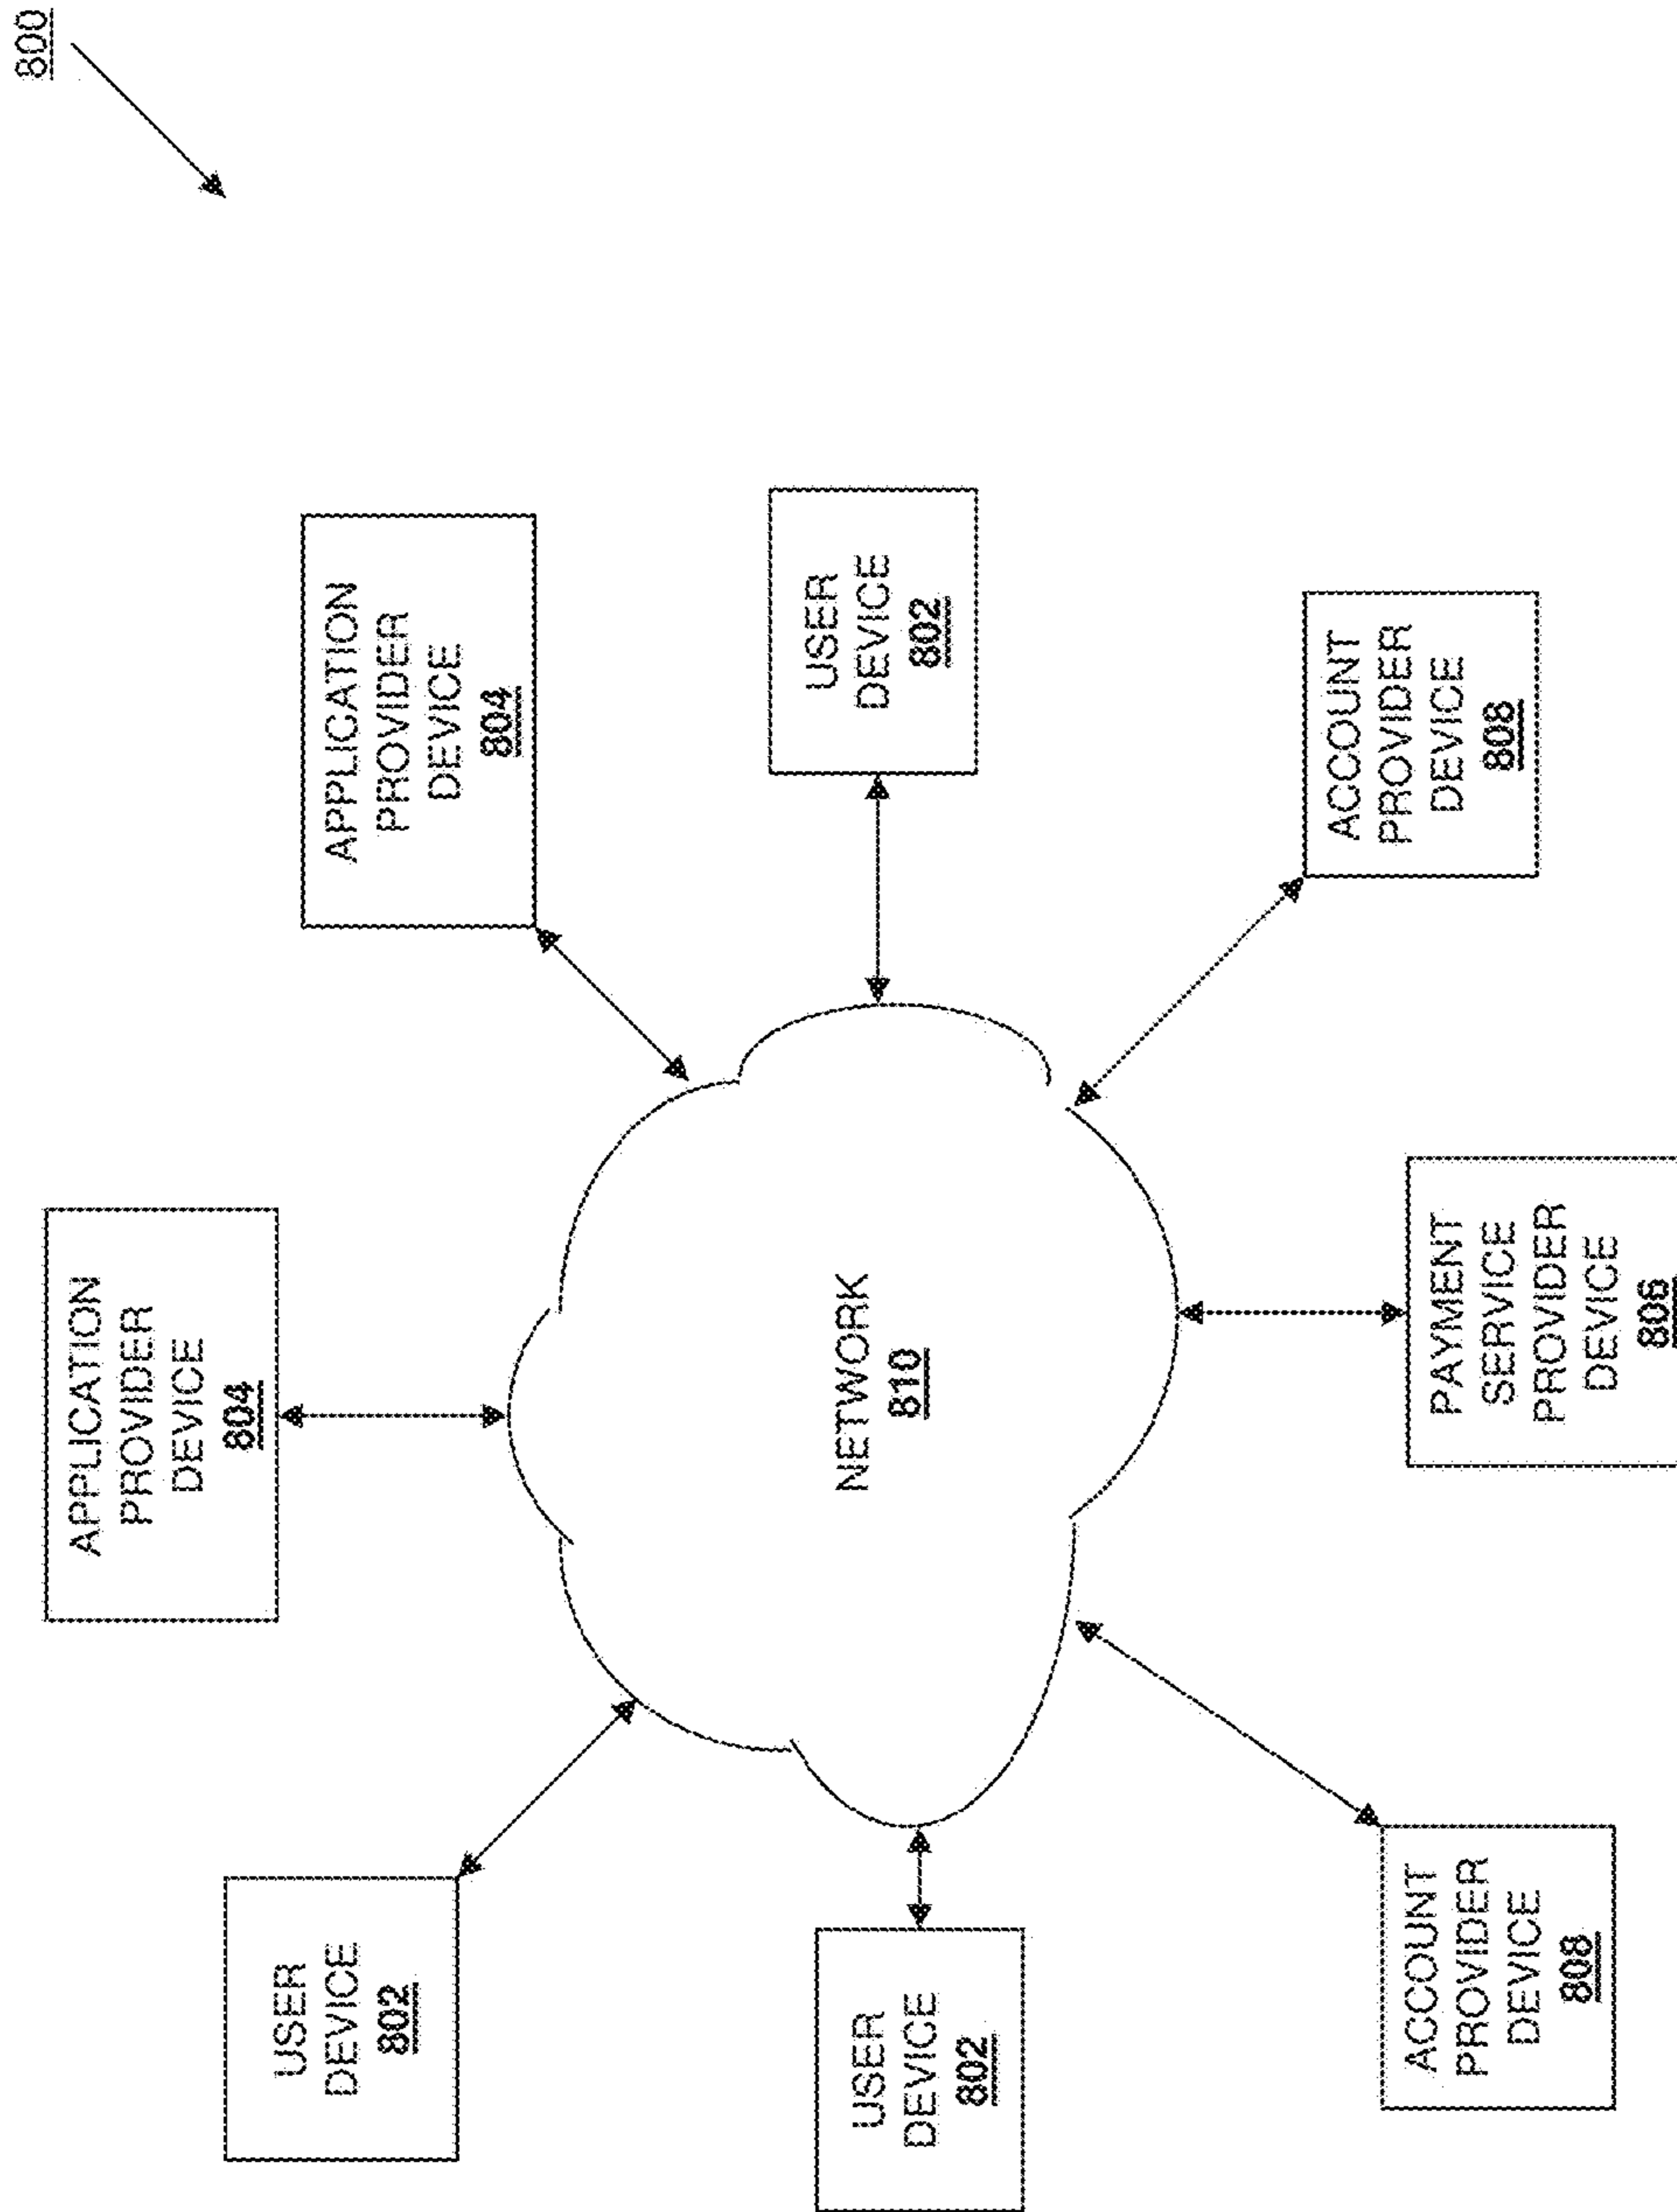 800
APPLICATION
PROVIDER
DEVICE
804
APPLICATION
PROVIDER
DEVICE
804
USER
DEVICE
802
USER
DEVICE
802
NETWORK
810
USER
DEVICE
802
ACCOUNT
PROVIDER
DEVICE
808
PAYMENT
SERVICE
PROVIDER
DEVICE
806
ACCOUNT
PROVIDER
DEVICE
808